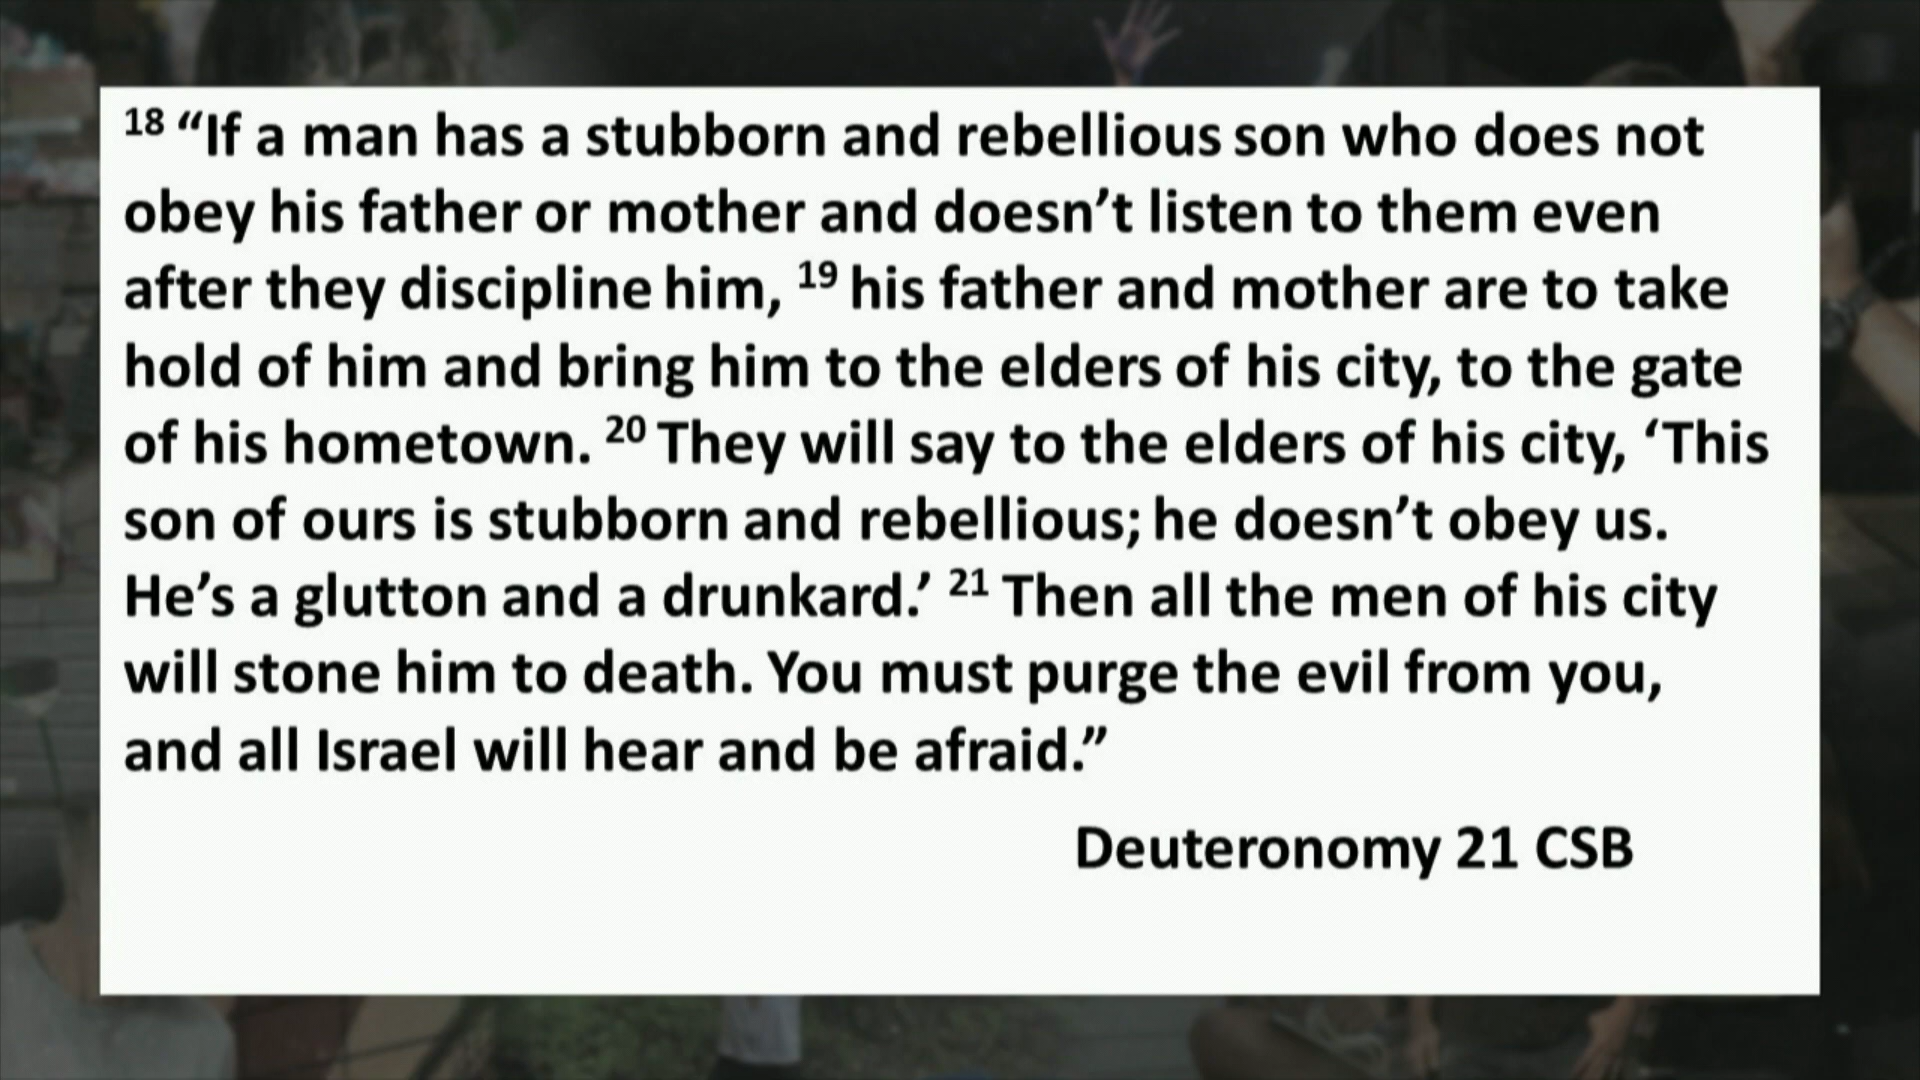 18 “If a man has a stubborn and rebellious son who does not
obey his father or mother and doesn’t listen to them even
after they discipline him, 19 his father and mother are to take
hold of him and bring him to the elders of his city, to the gate
of his hometown. 20 They will say to the elders of his city, ‘This
son of ours is stubborn and rebellious; he doesn’t obey us.
He’s a glutton and a drunkard.’ 21 Then all the men of his city
will stone him to death. You must purge the evil from you,
and all Israel will hear and be afraid.”
Deuteronomy 21 CSB